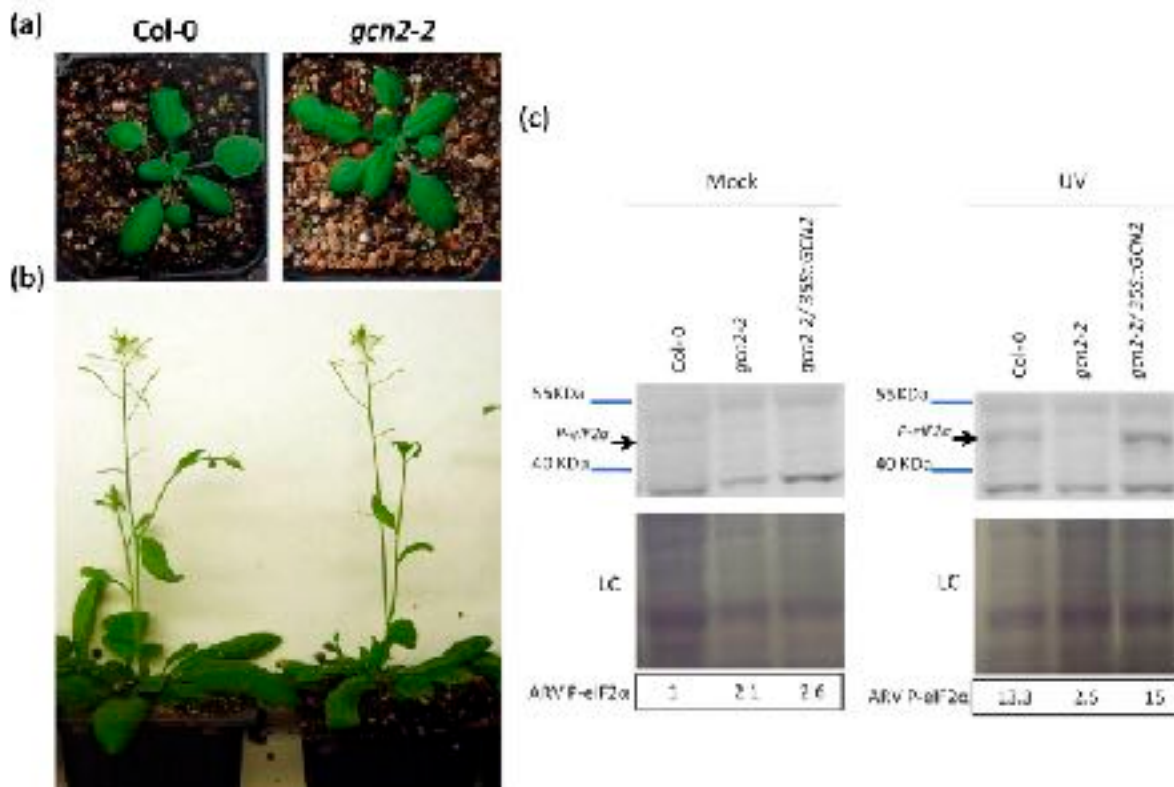 (a)
Col-0
gcn2-2
(b)
(c)
Mock
UV
Col-0
gcn2-2
gcn2-2/35S::GCN2
Col-0
gcn2-2
gcn2-2/35S::GCN2
55KDa
P-eIF2α
40 KDa
55KDa
P-eIF2α
40 KDa
LC
LC
ARV P-eIF2α 1 2.1 2.6
ARV P-eIF2α 13.3 2.5 15